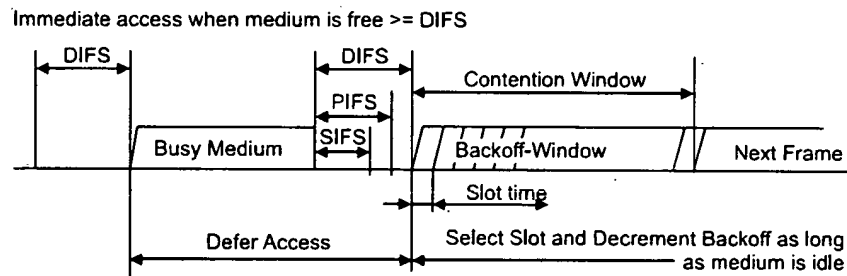 Immediate access when medium is free >= DIFS
DIFS
DIFS
Contention Window
PIFS
SIFS
Busy Medium
Backoff-Window
Next Frame
Slot time
Defer Access
Select Slot and Decrement Backoff as long
as medium is idle